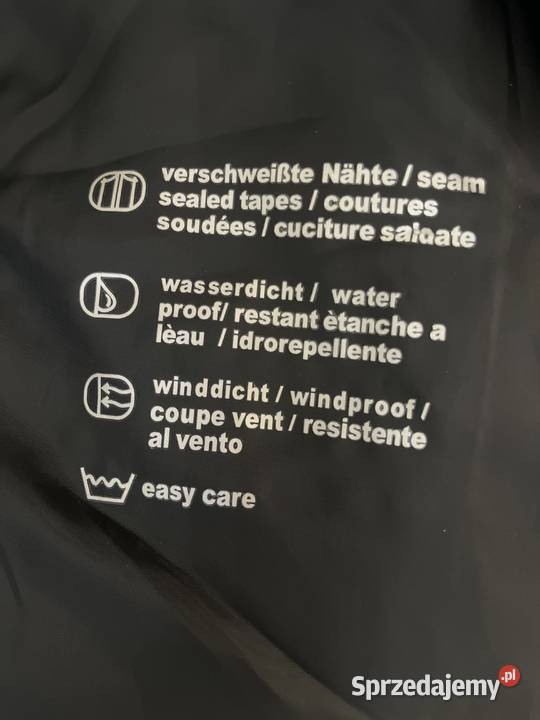 verschweißte Nähte / seam
sealed tapes / coutures
soudées / cuciture salɑate
wasserdicht / water
proof/ restant ètanche a
lèau / idrorepellente
winddicht / windproof /
coupe vent / resistente
al vento
easy care
Sprzedajemy.pl